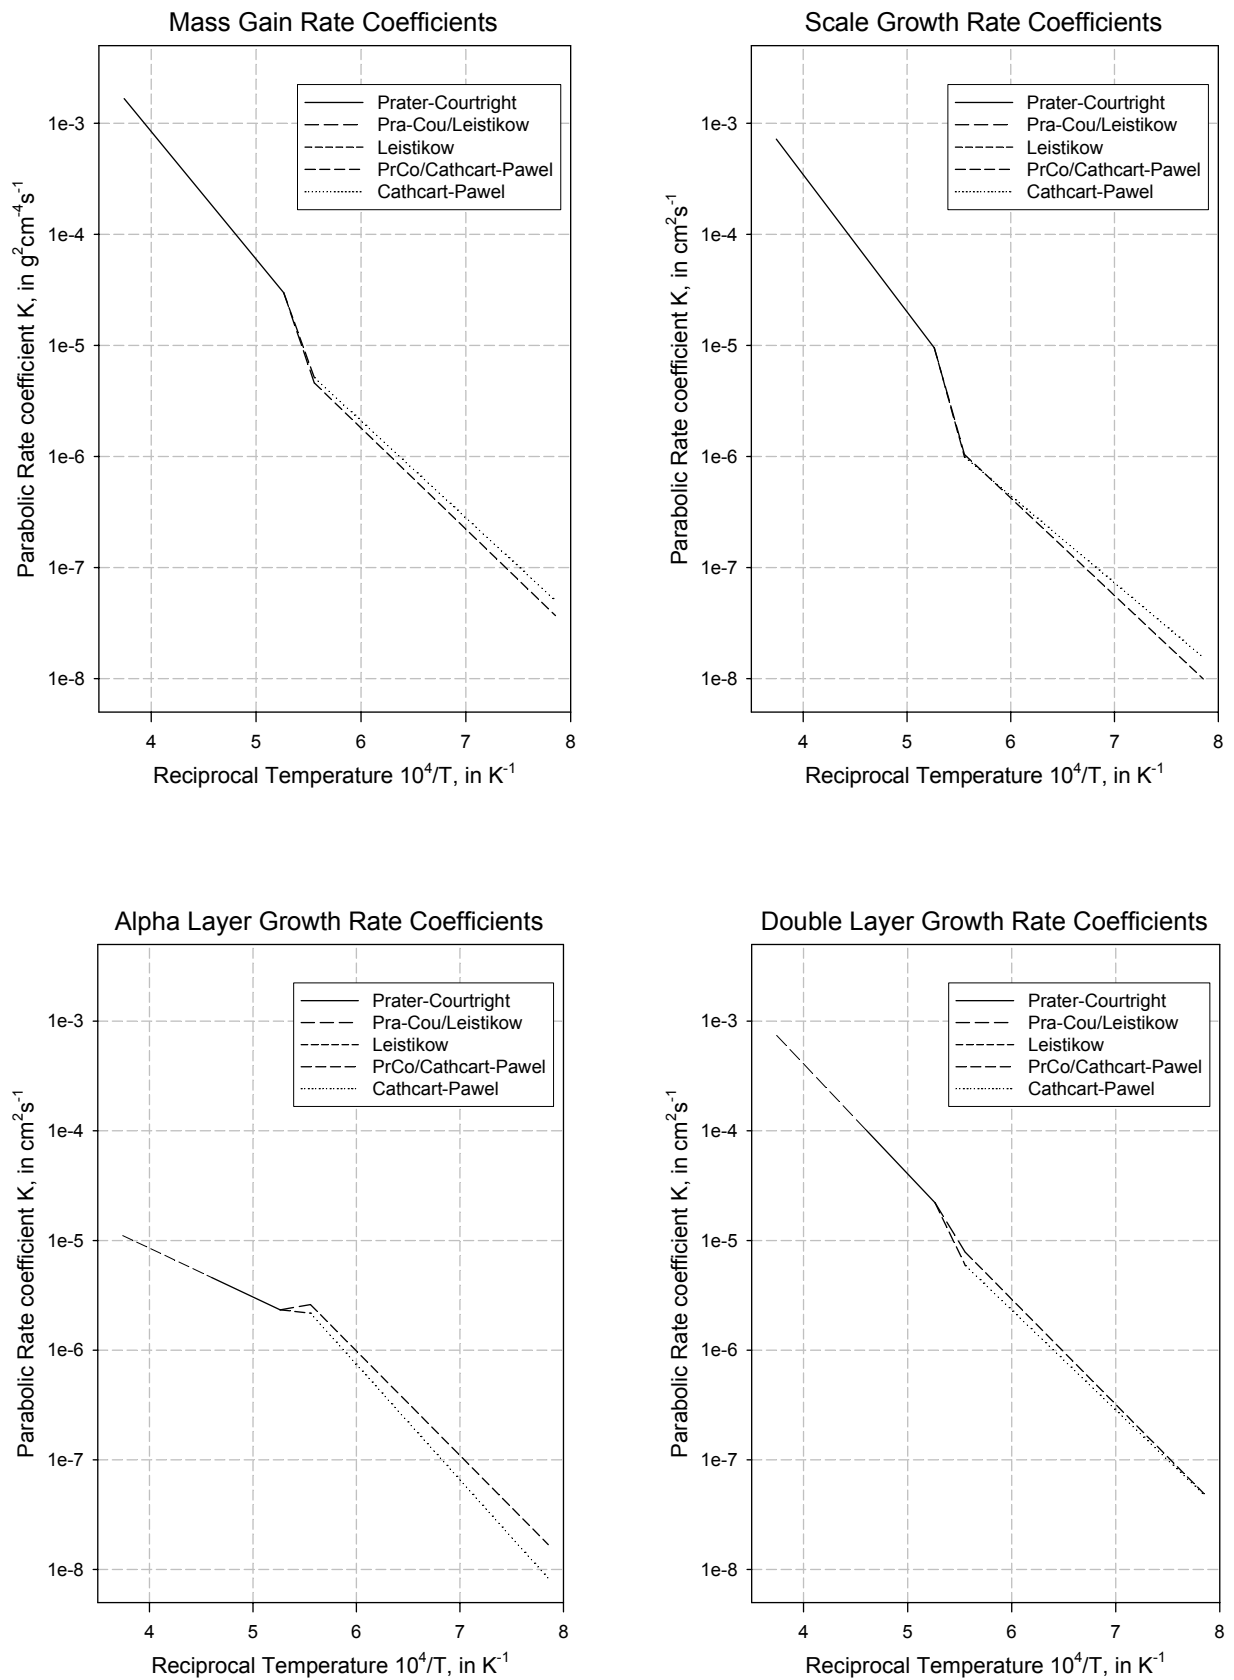 Mass Gain Rate Coefficients
Parabolic Rate coefficient K, in g²cm⁻⁴s⁻¹
1e-3
1e-4
1e-5
1e-6
1e-7
1e-8
Prater-Courtright
Pra-Cou/Leistikow
Leistikow
PrCo/Cathcart-Pawel
Cathcart-Pawel
4 5 6 7 8
Reciprocal Temperature 10⁴/T, in K⁻¹
Scale Growth Rate Coefficients
Parabolic Rate coefficient K, in cm²s⁻¹
1e-3
1e-4
1e-5
1e-6
1e-7
1e-8
Prater-Courtright
Pra-Cou/Leistikow
Leistikow
PrCo/Cathcart-Pawel
Cathcart-Pawel
4 5 6 7 8
Reciprocal Temperature 10⁴/T, in K⁻¹
Alpha Layer Growth Rate Coefficients
Parabolic Rate coefficient K, in cm²s⁻¹
1e-3
1e-4
1e-5
1e-6
1e-7
1e-8
Prater-Courtright
Pra-Cou/Leistikow
Leistikow
PrCo/Cathcart-Pawel
Cathcart-Pawel
4 5 6 7 8
Reciprocal Temperature 10⁴/T, in K⁻¹
Double Layer Growth Rate Coefficients
Parabolic Rate coefficient K, in cm²s⁻¹
1e-3
1e-4
1e-5
1e-6
1e-7
1e-8
Prater-Courtright
Pra-Cou/Leistikow
Leistikow
PrCo/Cathcart-Pawel
Cathcart-Pawel
4 5 6 7 8
Reciprocal Temperature 10⁴/T, in K⁻¹